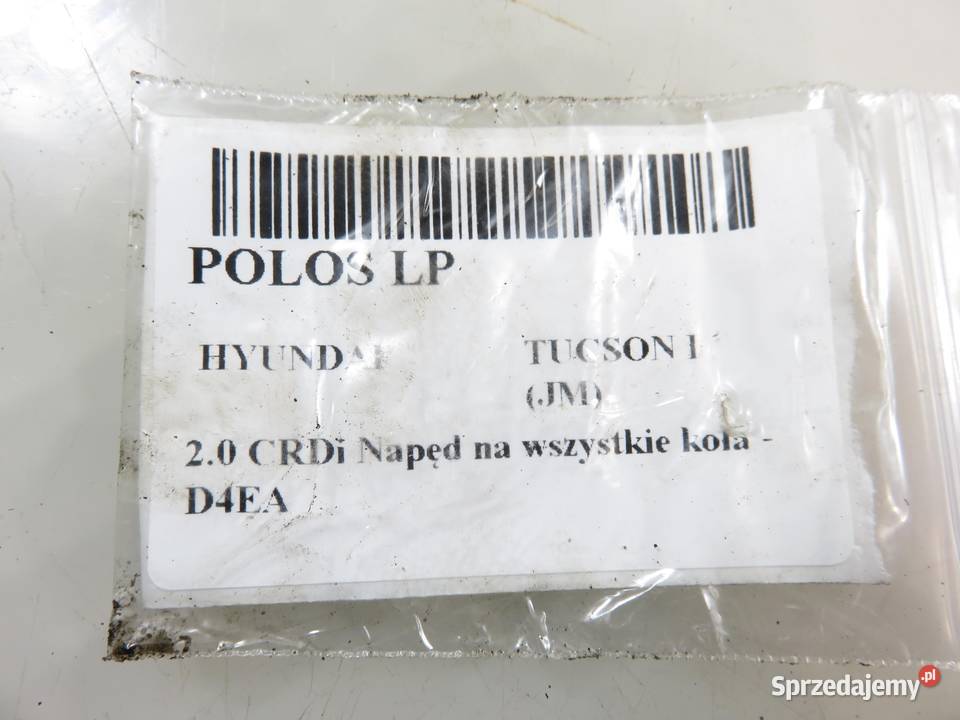 POLOS LP
HYUNDAI TUCSON I
(JM)
2.0 CRDi Napęd na wszystkie koła -
D4EA
Sprzedajemy.pl